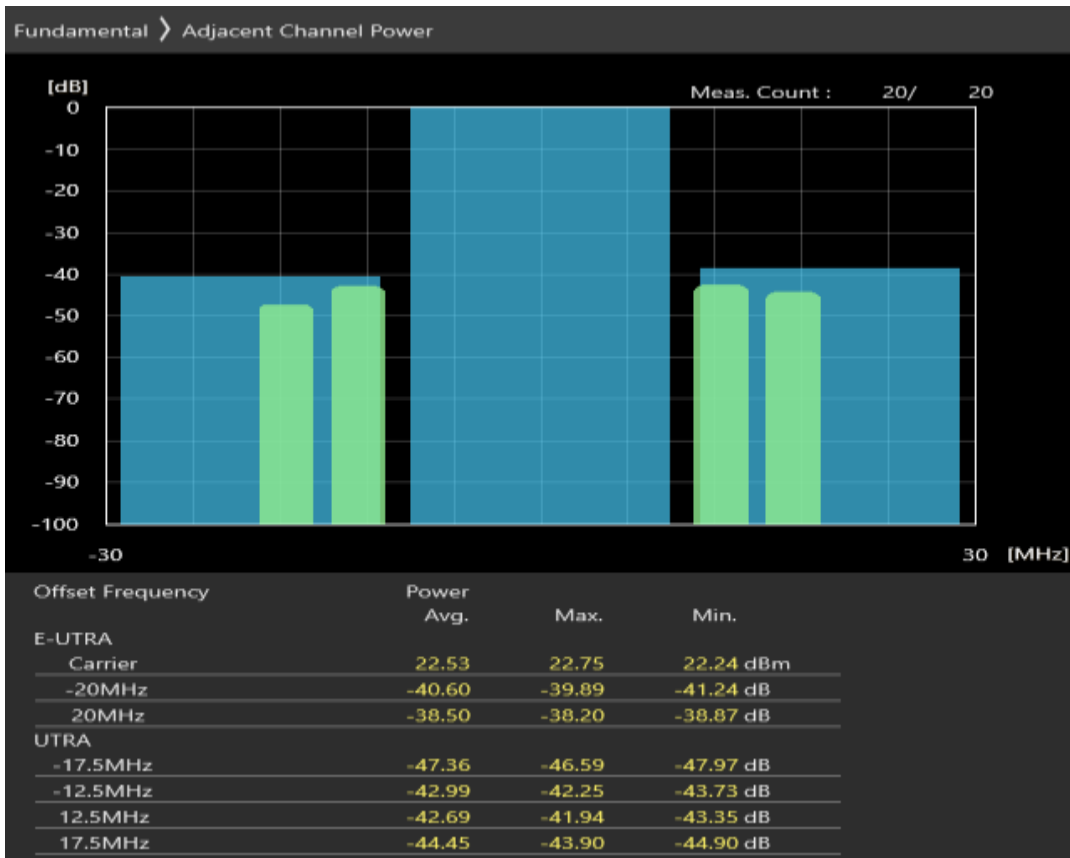 Fundamental ❯ Adjacent Channel Power
[dB]
Meas. Count : 20/ 20
0
-10
-20
-30
-40
-50
-60
-70
-80
-90
-100
-30 30 [MHz]
Offset Frequency Power
Avg. Max. Min.
E-UTRA
Carrier 22.53 22.75 22.24 dBm
-20MHz -40.60 -39.89 -41.24 dB
20MHz -38.50 -38.20 -38.87 dB
UTRA
-17.5MHz -47.36 -46.59 -47.97 dB
-12.5MHz -42.99 -42.25 -43.73 dB
12.5MHz -42.69 -41.94 -43.35 dB
17.5MHz -44.45 -43.90 -44.90 dB